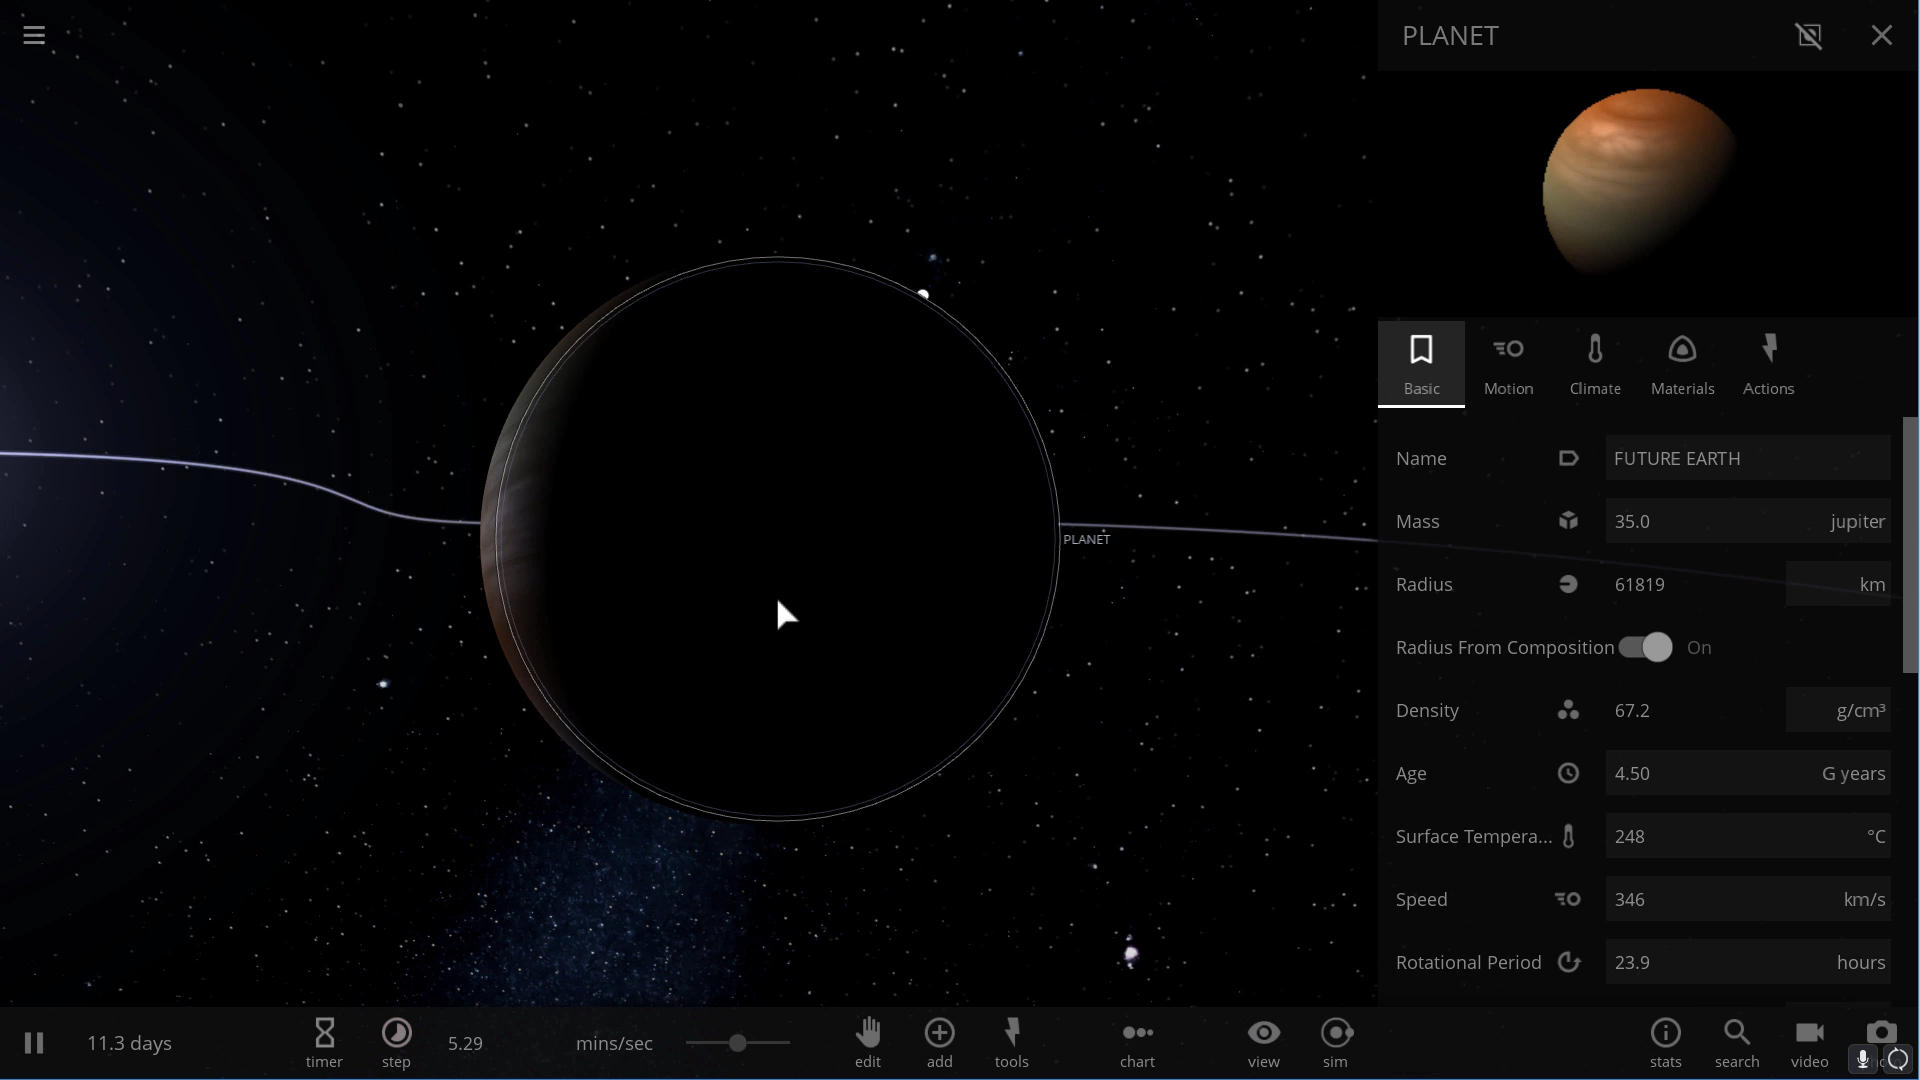 PLANET
Basic
Motion
Climate
Materials
Actions
Name FUTURE EARTH
Mass 35.0 jupiter
Radius 61819 km
Radius From Composition On
Density 67.2 g/cm³
Age 4.50 G years
Surface Tempera... 248 °C
Speed 346 km/s
Rotational Period 23.9 hours
PLANET
11.3 days
timer
step
5.29 mins/sec
edit
add
tools
chart
view
sim
stats
search
video